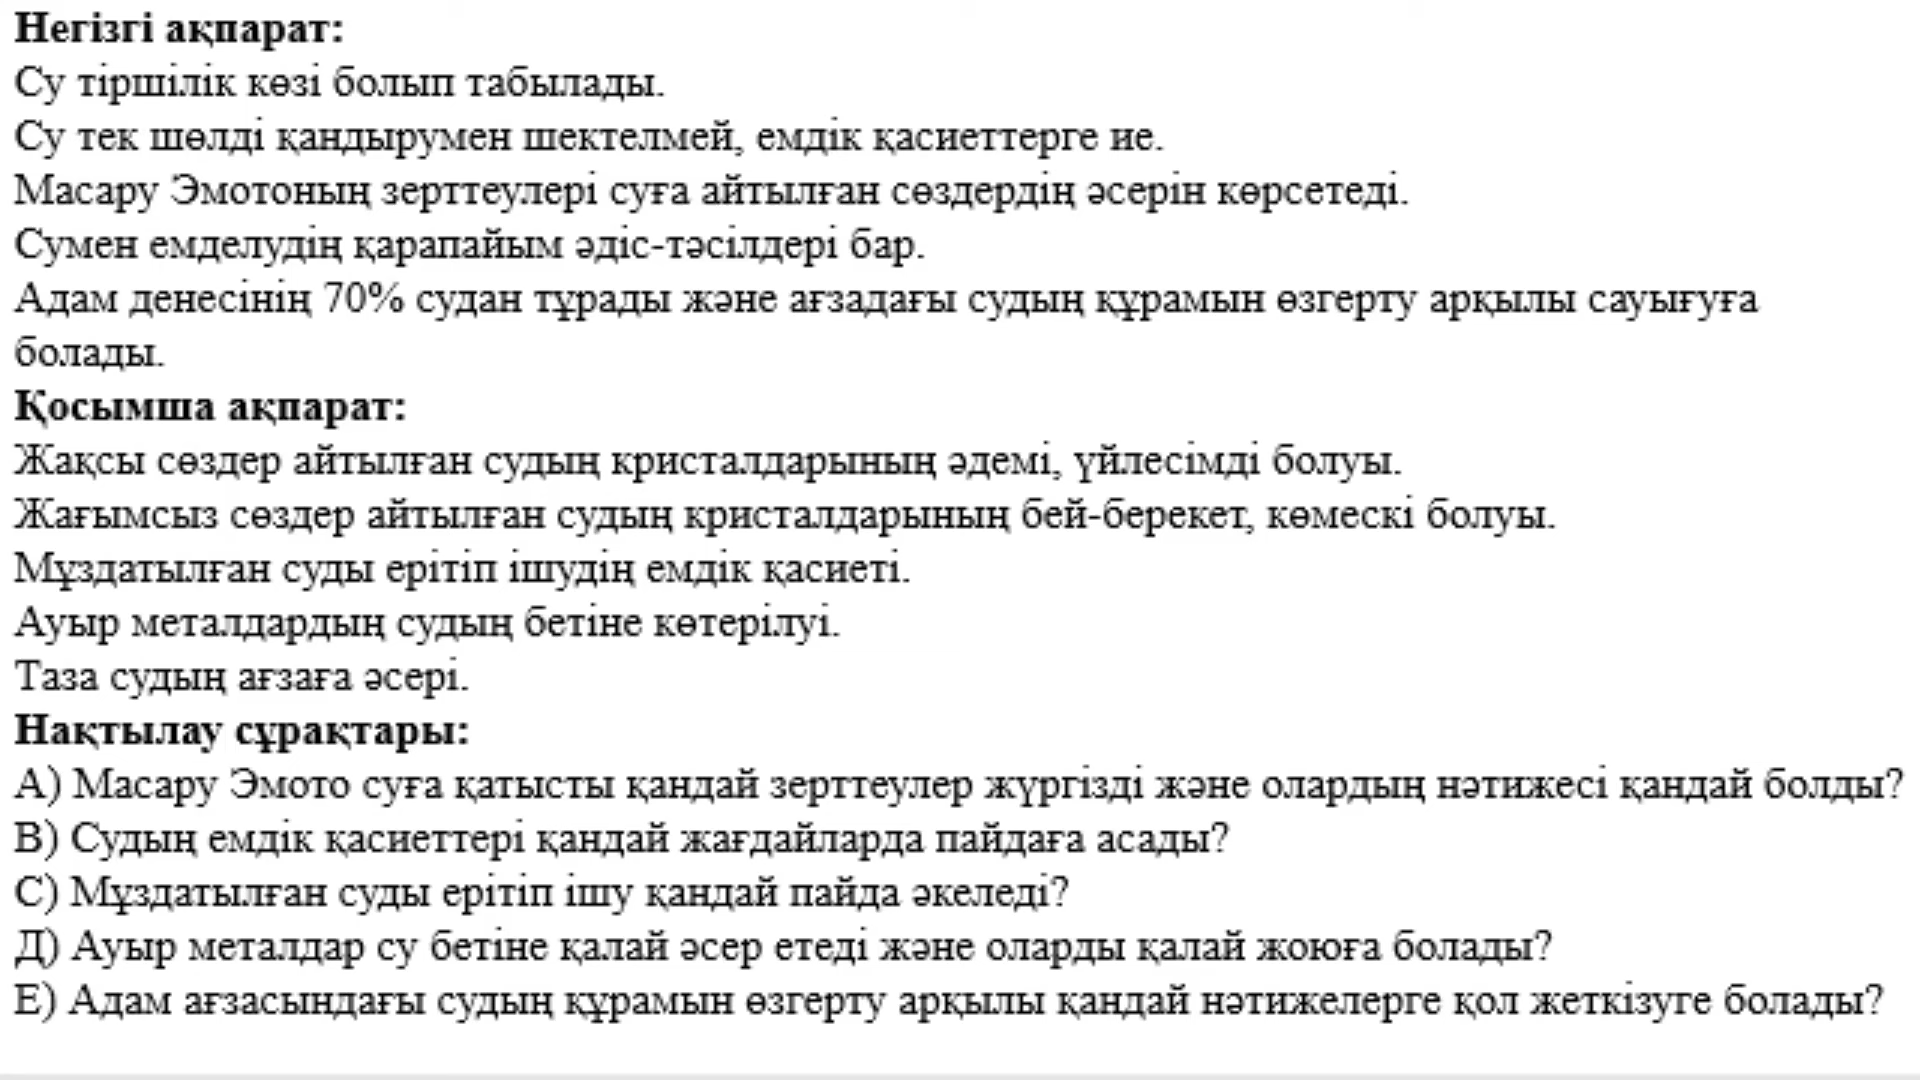 Негізгі ақпарат:
Су тіршілік көзі болып табылады.
Су тек шөлді қандырумен шектелмей, емдік қасиеттерге ие.
Масару Эмотоның зерттеулері суға айтылған сөздердің әсерін көрсетеді.
Сумен емделудің қарапайым әдіс-тәсілдері бар.
Адам денесінің 70% судан тұрады және ағзадағы судың құрамын өзгерту арқылы сауығуға
болады.
Қосымша ақпарат:
Жақсы сөздер айтылған судың кристалдарының әдемі, үйлесімді болуы.
Жағымсыз сөздер айтылған судың кристалдарының бей-берекет, көмескі болуы.
Мұздатылған суды ерітіп ішудің емдік қасиеті.
Ауыр металдардың судың бетіне көтерілуі.
Таза судың ағзаға әсері.
Нақтылау сұрақтары:
А) Масару Эмото суға қатысты қандай зерттеулер жүргізді және олардың нәтижесі қандай болды?
В) Судың емдік қасиеттері қандай жағдайларда пайдаға асады?
С) Мұздатылған суды ерітіп ішу қандай пайда әкеледі?
Д) Ауыр металдар су бетіне қалай әсер етеді және оларды қалай жоюға болады?
Е) Адам ағзасындағы судың құрамын өзгерту арқылы қандай нәтижелерге қол жеткізуге болады?